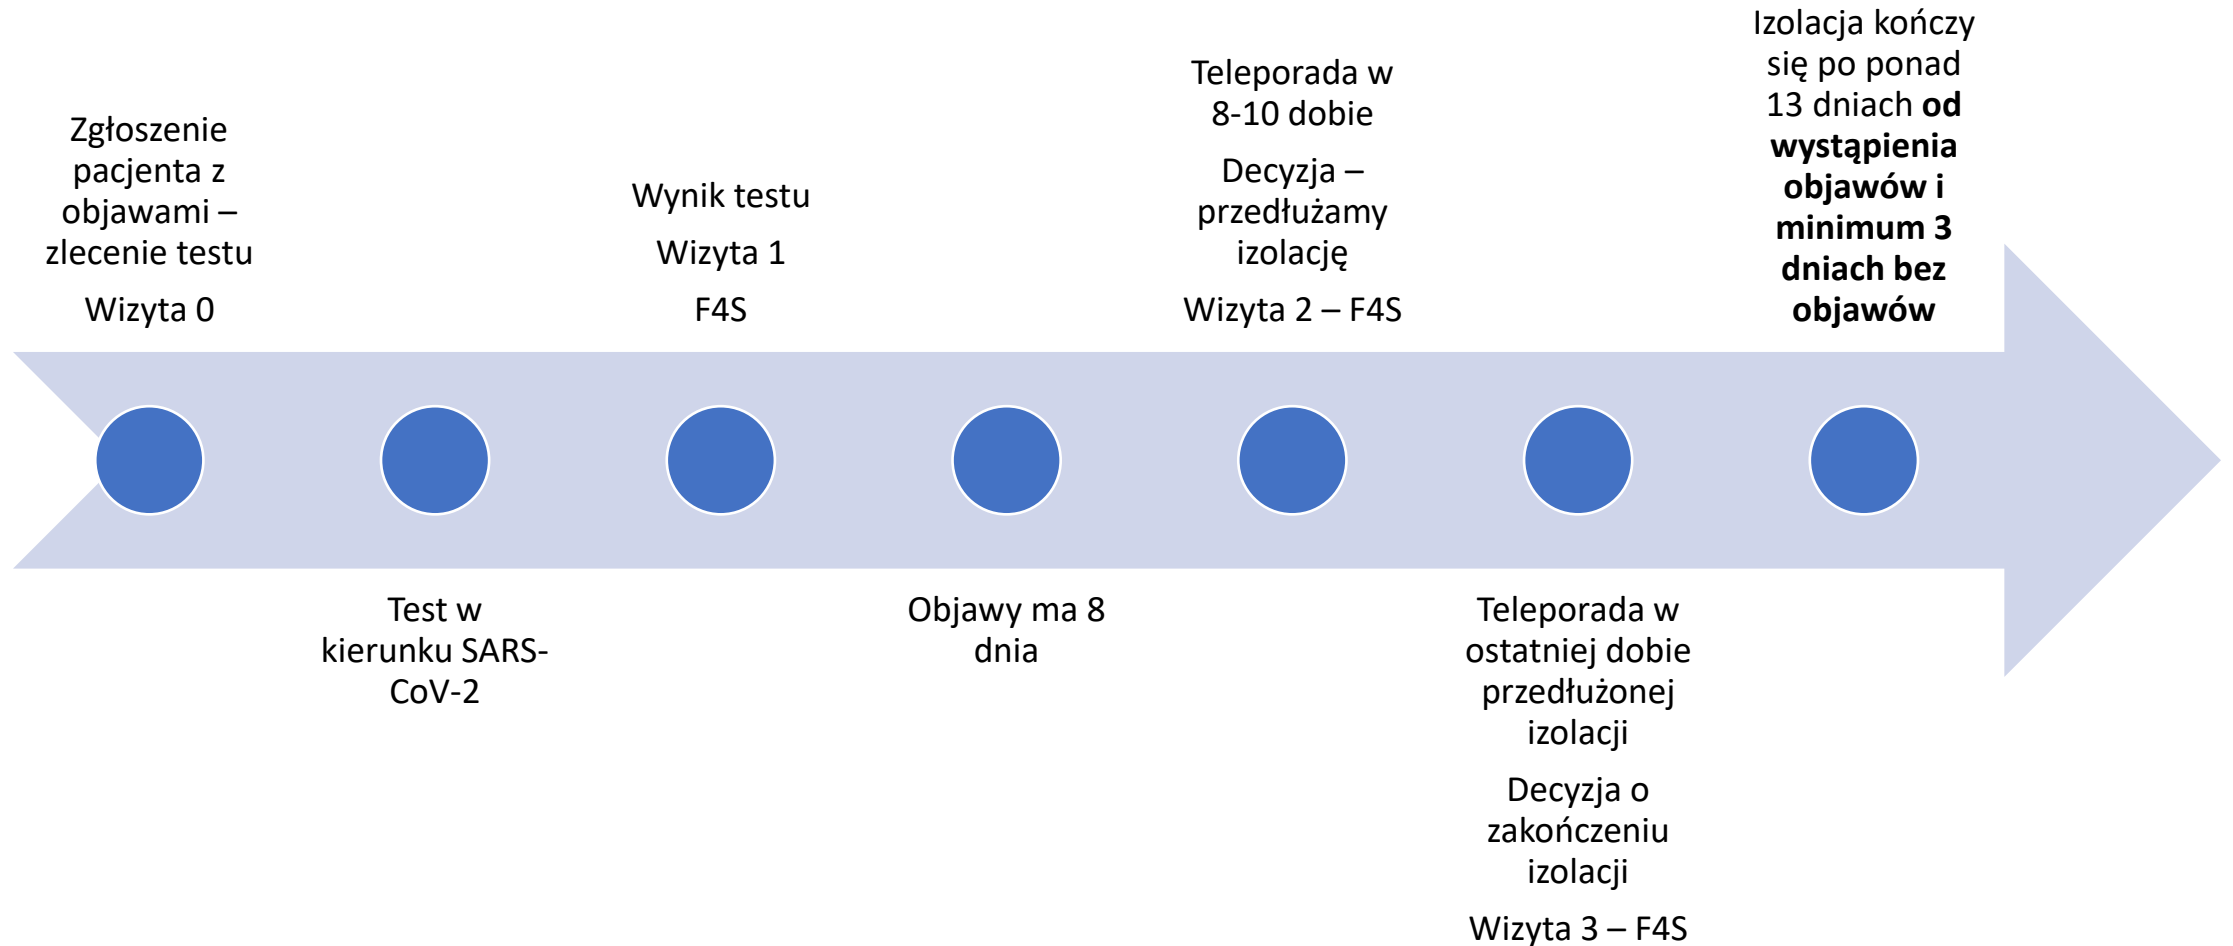 Zgłoszenie
pacjenta z
objawami –
zlecenie testu
Wizyta 0
Test w
kierunku SARS-
CoV-2
Wynik testu
Wizyta 1
F4S
Objawy ma 8
dnia
Teleporada w
8-10 dobie
Decyzja –
przedłużamy
izolację
Wizyta 2 – F4S
Teleporada w
ostatniej dobie
przedłużonej
izolacji
Decyzja o
zakończeniu
izolacji
Wizyta 3 – F4S
Izolacja kończy
się po ponad
13 dniach od
wystąpienia
objawów i
minimum 3
dniach bez
objawów